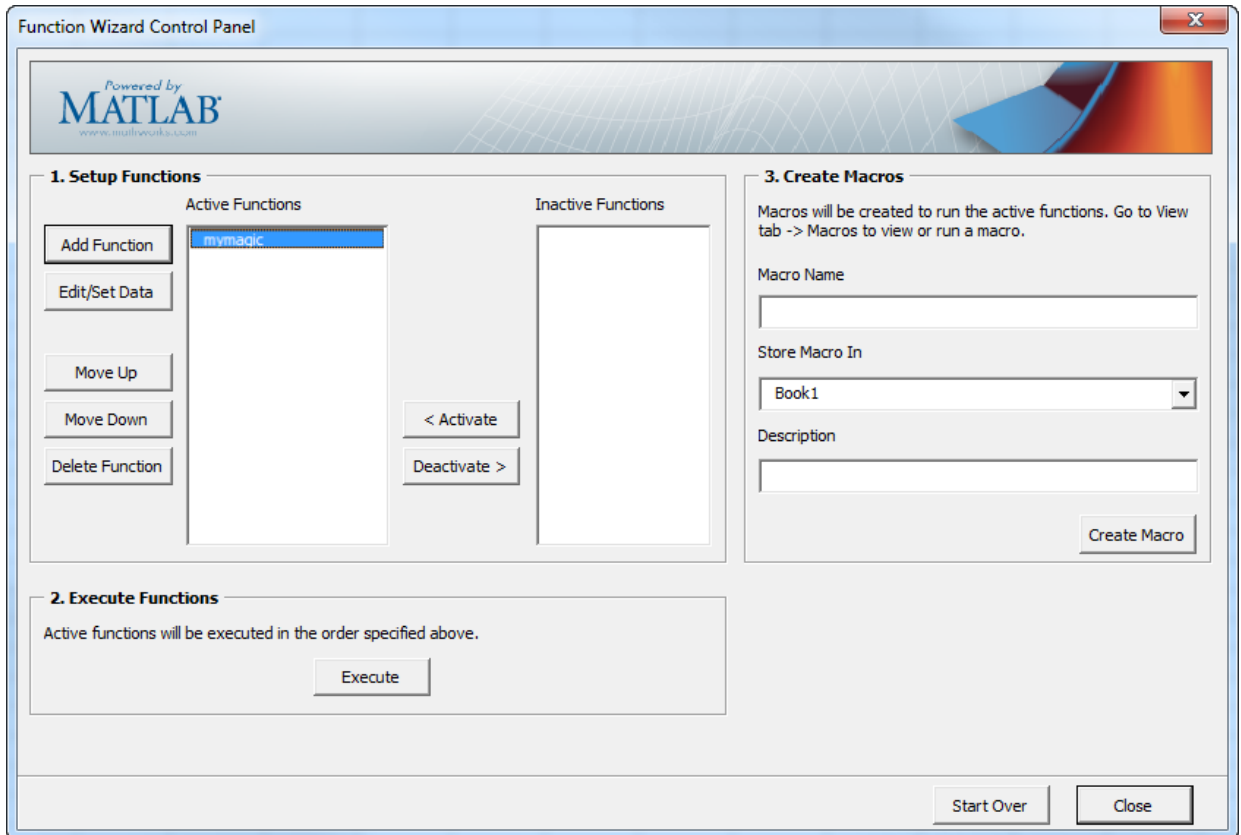 Function Wizard Control Panel
Powered by
MATLAB®
www.mathworks.com
1. Setup Functions
Active Functions
Inactive Functions
Add Function
mymagic
Edit/Set Data
Move Up
Move Down
< Activate
Delete Function
Deactivate >
3. Create Macros
Macros will be created to run the active functions. Go to View
tab -> Macros to view or run a macro.
Macro Name
Store Macro In
Book1
Description
Create Macro
2. Execute Functions
Active functions will be executed in the order specified above.
Execute
Start Over
Close